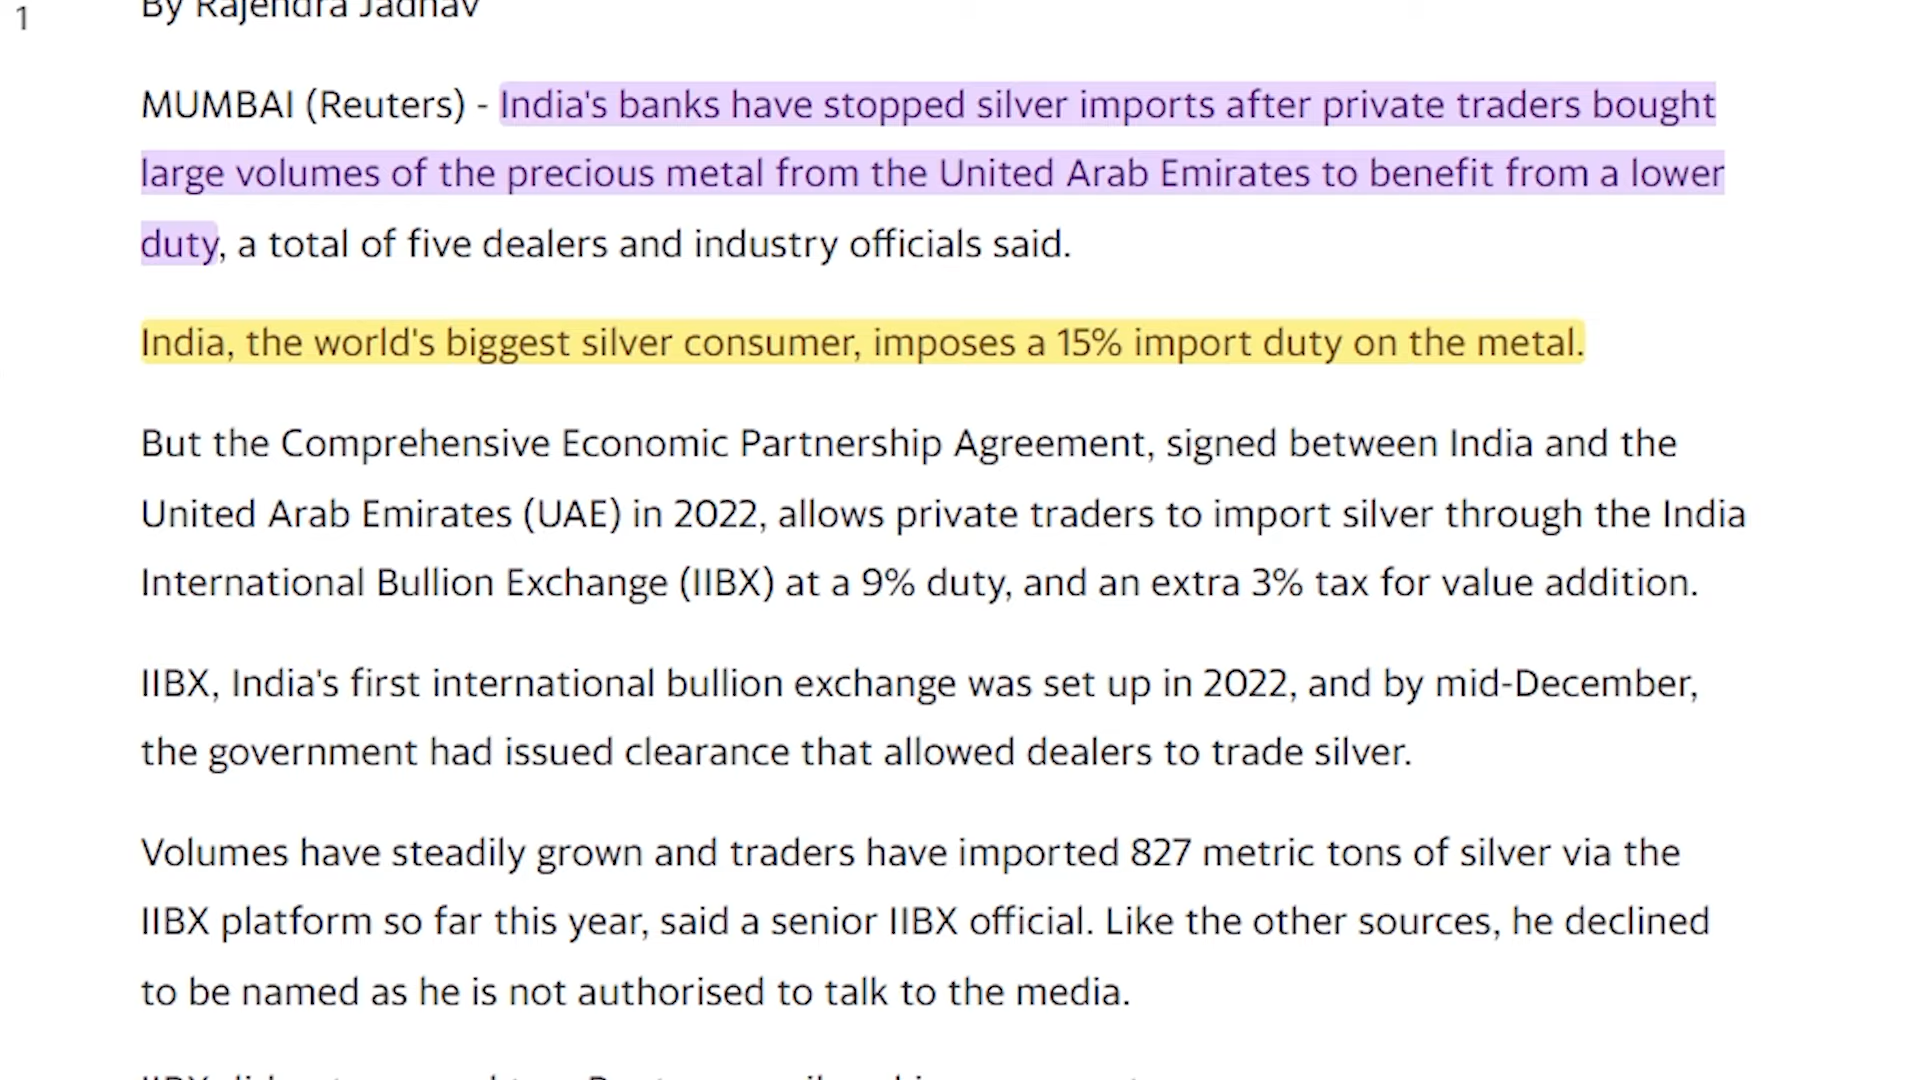 1
By Rajendra Jadhav
MUMBAI (Reuters) - India's banks have stopped silver imports after private traders bought
large volumes of the precious metal from the United Arab Emirates to benefit from a lower
duty, a total of five dealers and industry officials said.
India, the world's biggest silver consumer, imposes a 15% import duty on the metal.
But the Comprehensive Economic Partnership Agreement, signed between India and the
United Arab Emirates (UAE) in 2022, allows private traders to import silver through the India
International Bullion Exchange (IIBX) at a 9% duty, and an extra 3% tax for value addition.
IIBX, India's first international bullion exchange was set up in 2022, and by mid-December,
the government had issued clearance that allowed dealers to trade silver.
Volumes have steadily grown and traders have imported 827 metric tons of silver via the
IIBX platform so far this year, said a senior IIBX official. Like the other sources, he declined
to be named as he is not authorised to talk to the media.